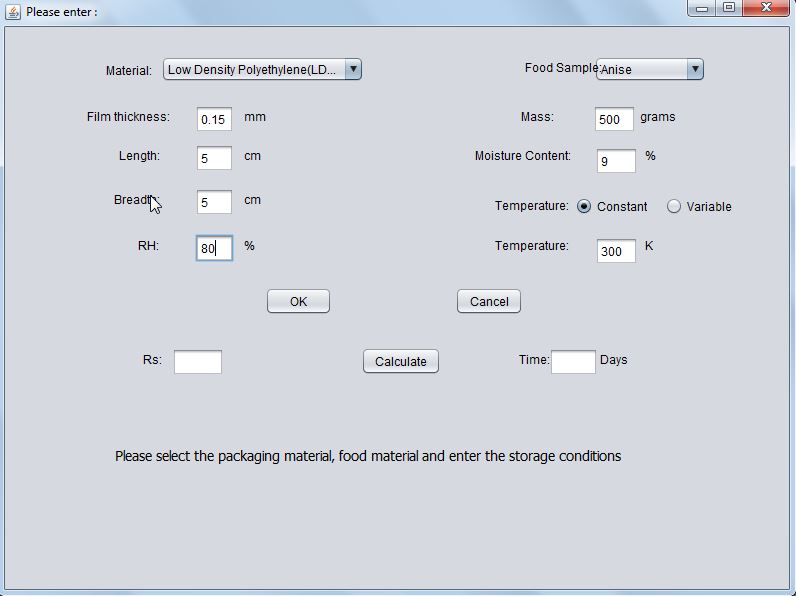 Please enter :
Material: Low Density Polyethylene(LD... Food Sample: Anise
Film thickness: 0.15 mm Mass: 500 grams
Length: 5 cm Moisture Content: 9 %
Breadth: 5 cm Temperature: Constant Variable
RH: 80 % Temperature: 300 K
OK Cancel
Rs: Calculate Time: Days
Please select the packaging material, food material and enter the storage conditions